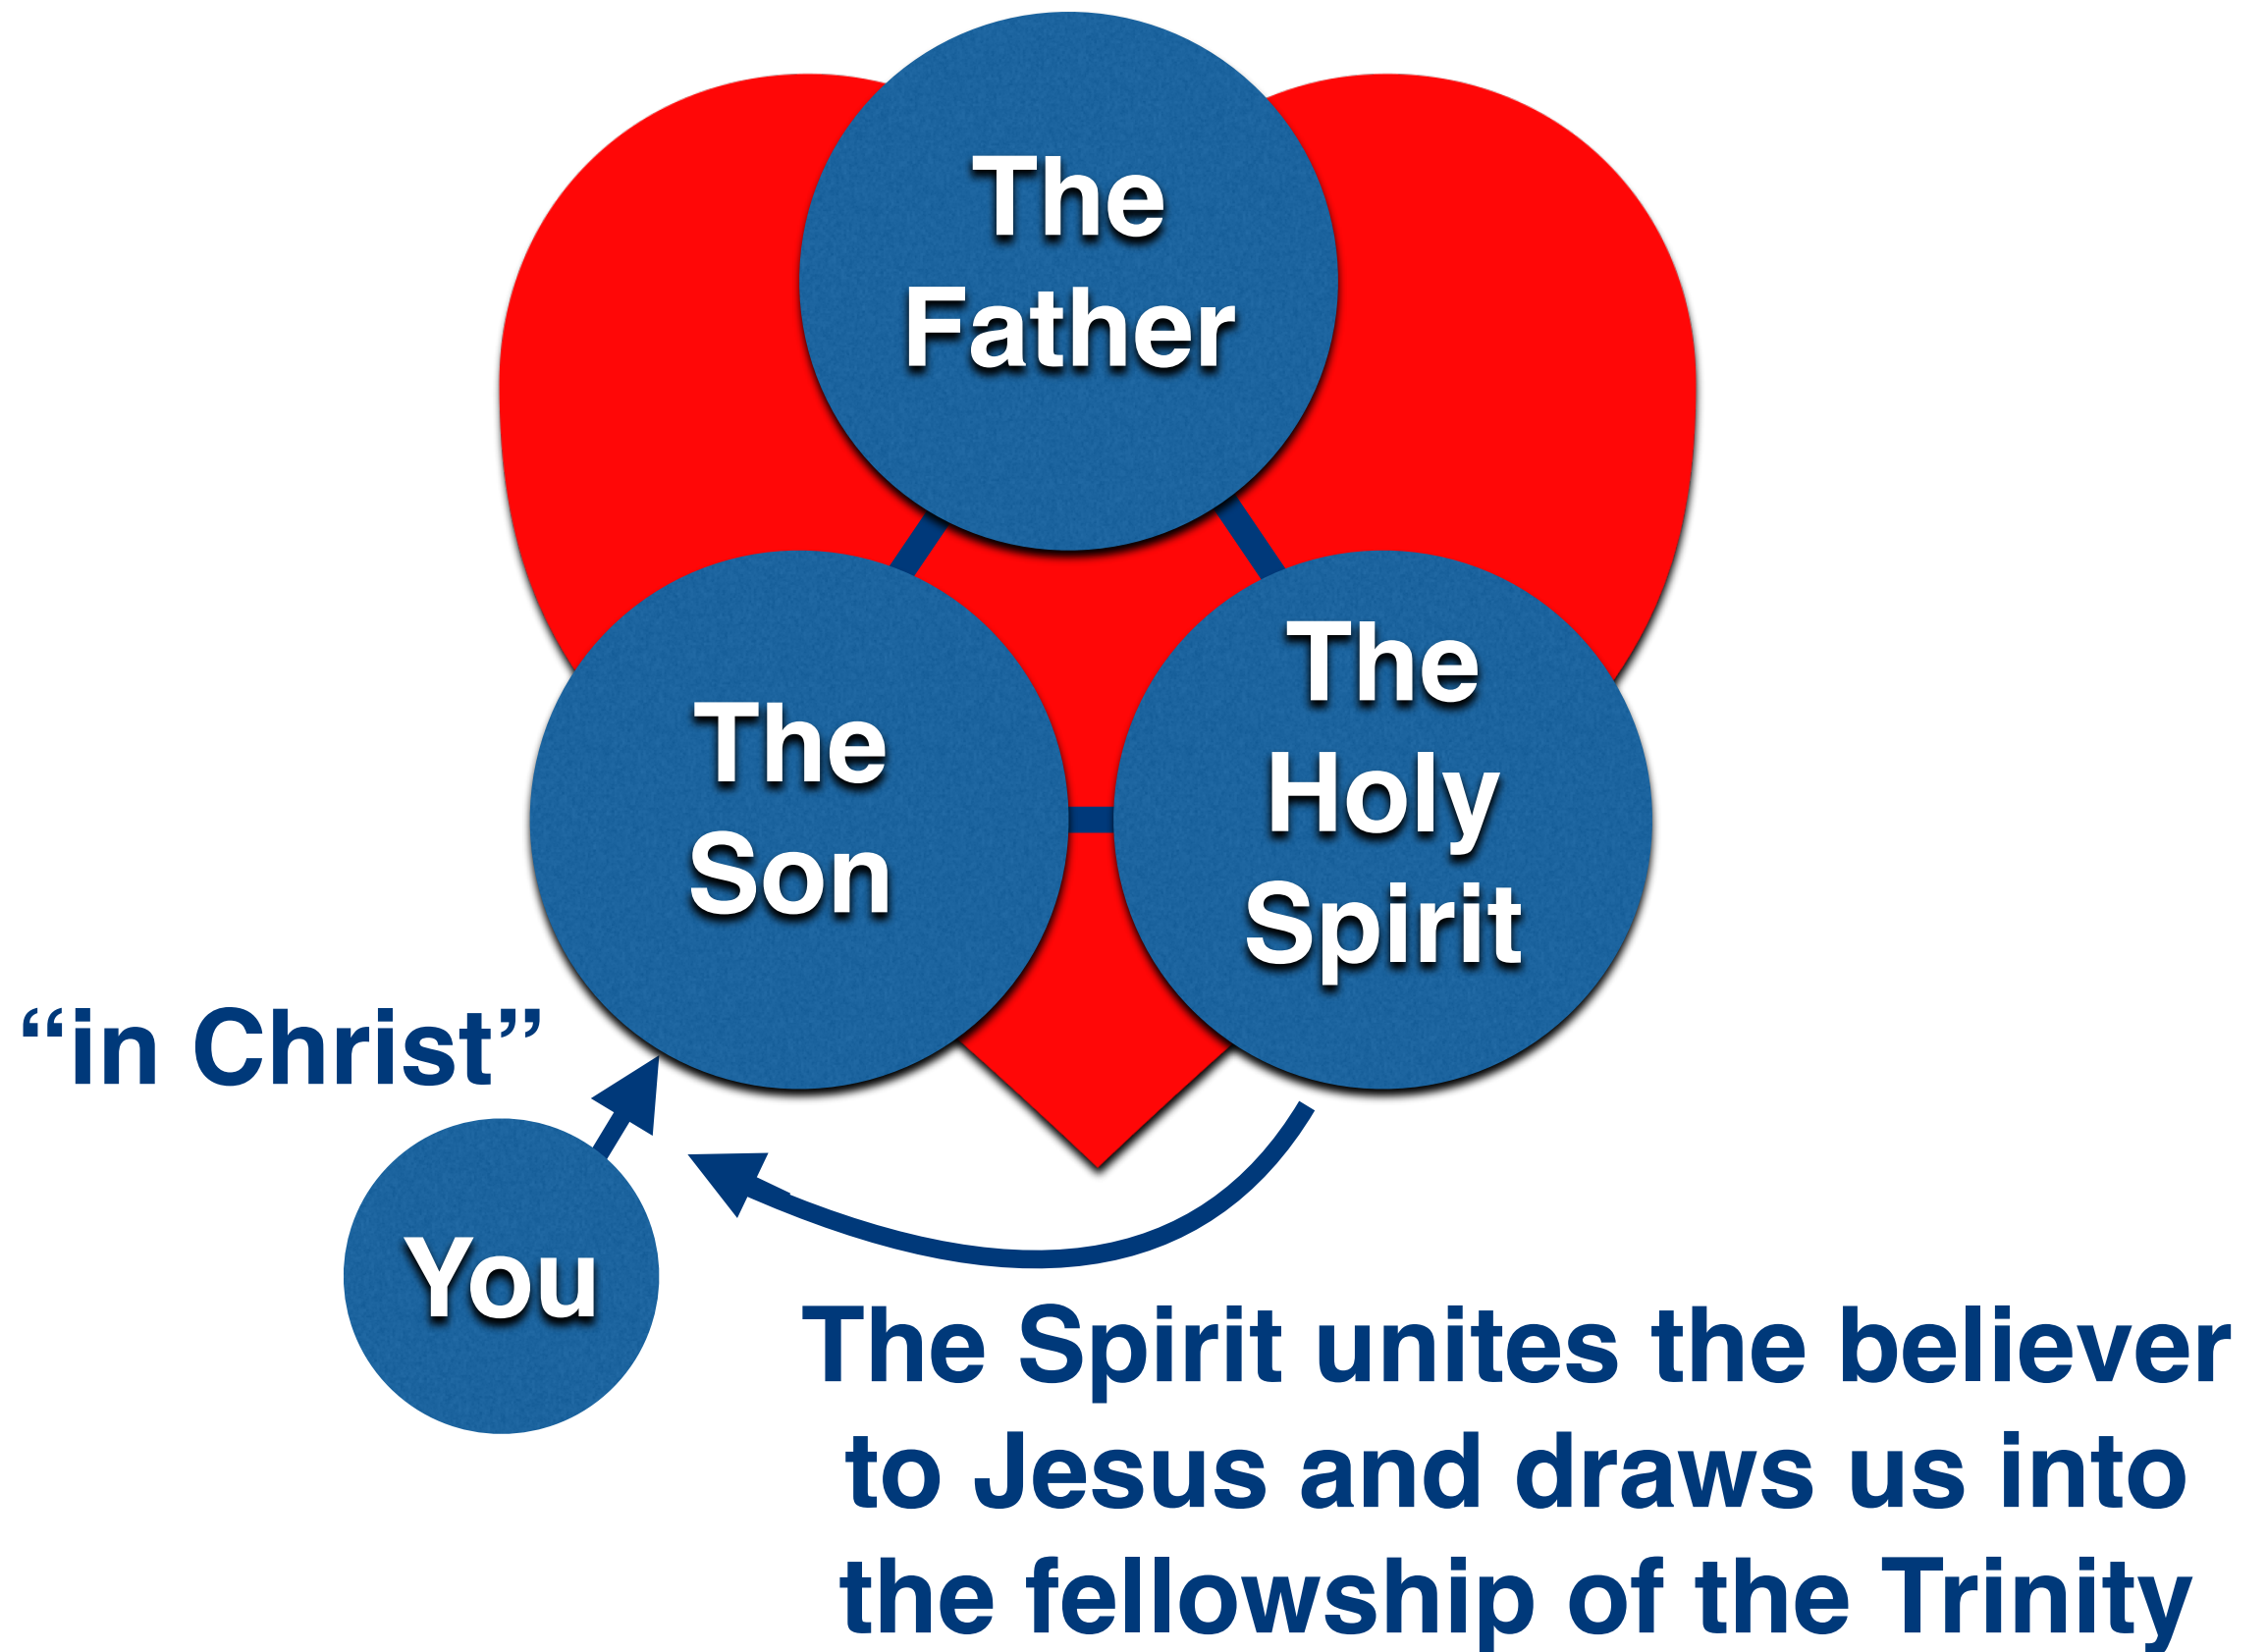 The
Father
The
Son
The
Holy
Spirit
“in Christ”
You
The Spirit unites the believer
to Jesus and draws us into
the fellowship of the Trinity